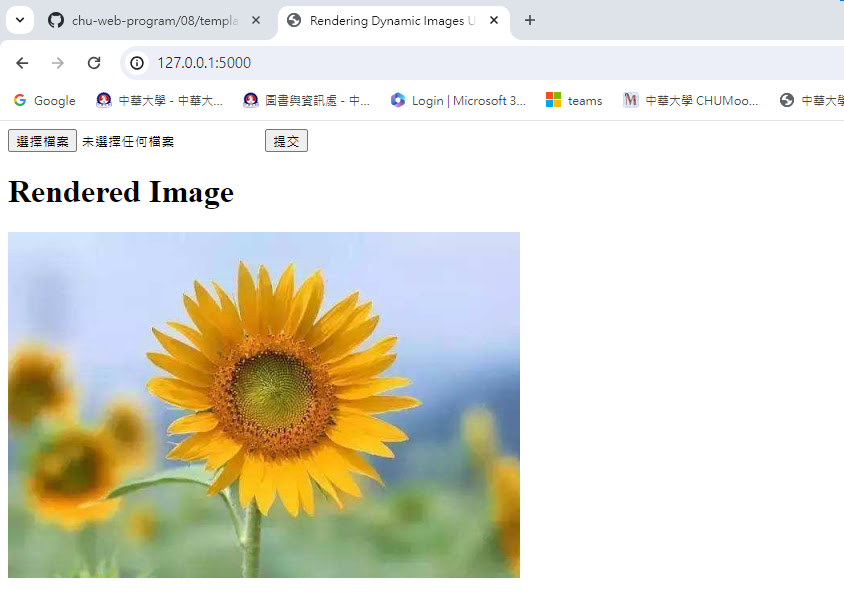 chu-web-program/08/templa
Rendering Dynamic Images U
127.0.0.1:5000
Google
中華大學 - 中華大...
圖書與資訊處 - 中...
Login | Microsoft 3...
teams
中華大學 CHUMoo...
中華大學
選擇檔案 未選擇任何檔案 提交
Rendered Image